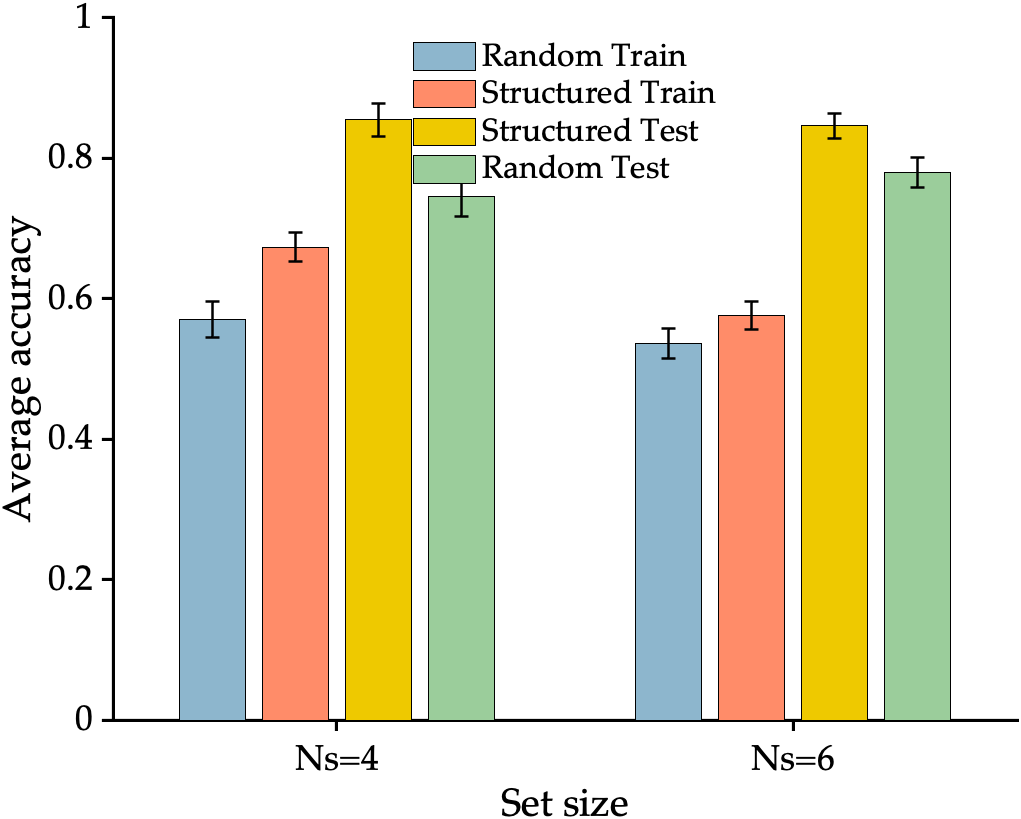 1
0.8
0.6
0.4
0.2
0
Average accuracy
Random Train
Structured Train
Structured Test
Random Test
Ns=4
Ns=6
Set size